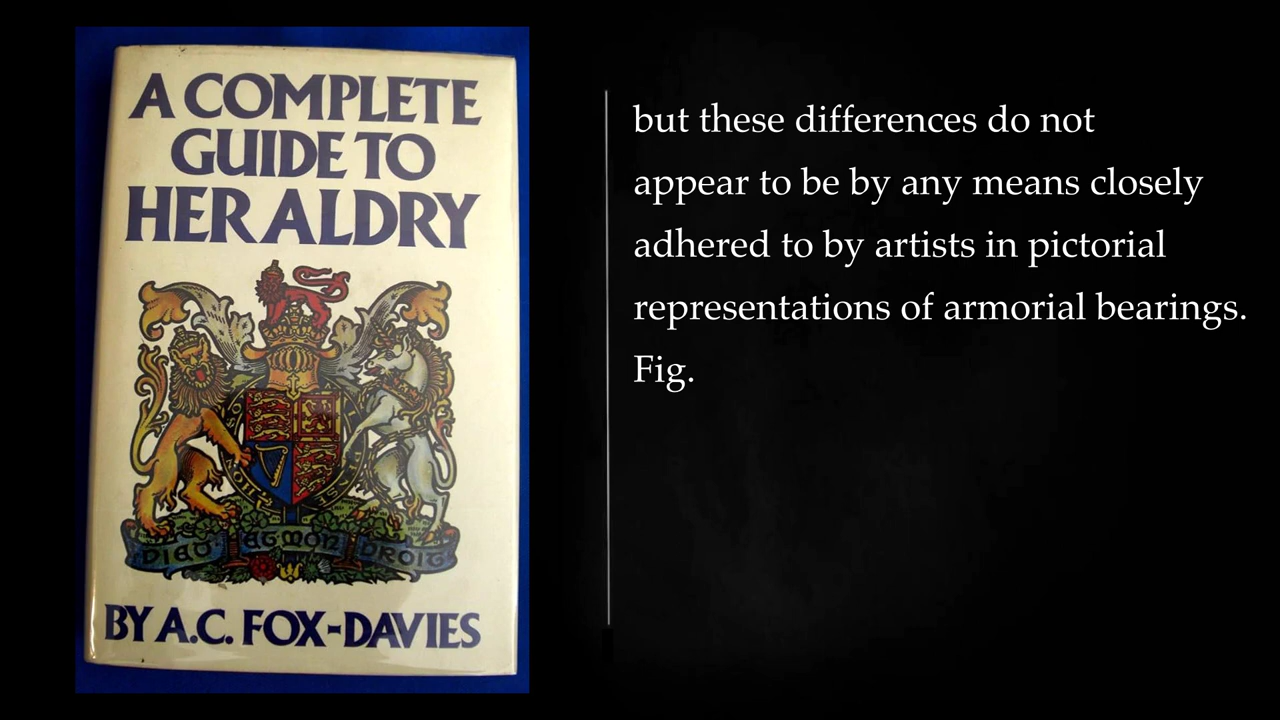 A COMPLETE
GUIDE TO
HERALDRY
DIEU ET MON DROIT
BY A.C. FOX-DAVIES
but these differences do not
appear to be by any means closely
adhered to by artists in pictorial
representations of armorial bearings.
Fig.